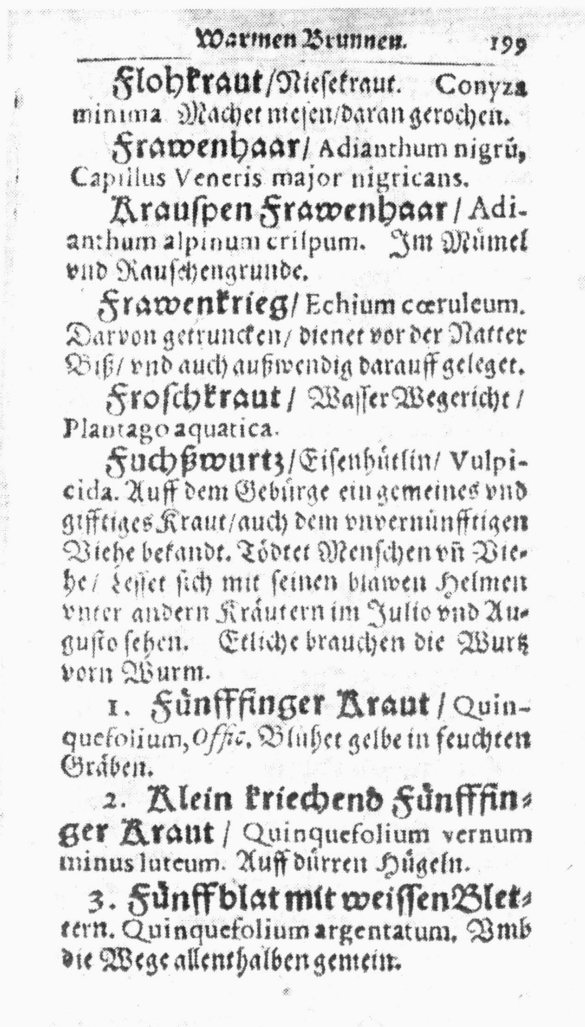 Warmen Brunnen. 199
Flohkraut/Niesekraut. Conyza
minima. Machet niesen/daran gerochen.
Frawenhaar/ Adianthum nigrū,
Capillus Veneris major nigricans.
Krauspen Frawenhaar / Adi-
anthum alpinum crispum. Im Mümel
vnd Rauschengrunde.
Frawenkrieg/ Echium cœruleum.
Darvon getruncken/ dienet vor der Natter
Biß/ vnd auch außwendig darauff geleget.
Froschkraut / Wasser Wegericht /
Plantago aquatica.
Fuchßwurtz/Eisenhütlin/ Vulpi-
cida. Auff dem Gebürge ein gemeines vnd
gifftiges Kraut/auch dem vnvernünfftigen
Viehe bekandt. Tödtet Menschen vñ Vie-
he/ Lesset sich mit seinen blawen Helmen
vnter andern Kräutern im Julio vnd Au-
gusto sehen. Etliche brauchen die Wurtz
vorn Wurm.
1. Fünfffinger Kraut / Quin-
quefolium, Offic. Blühet gelbe in feuchten
Gräben.
2. Klein kriechend Fünfffin-
ger Kraut / Quinquefolium vernum
minus luteum. Auff dürren Hügeln.
3. Fünffblat mit weissen Blet-
tern. Quinquefolium argentatum. Vmb
die Wege allenthalben gemein.